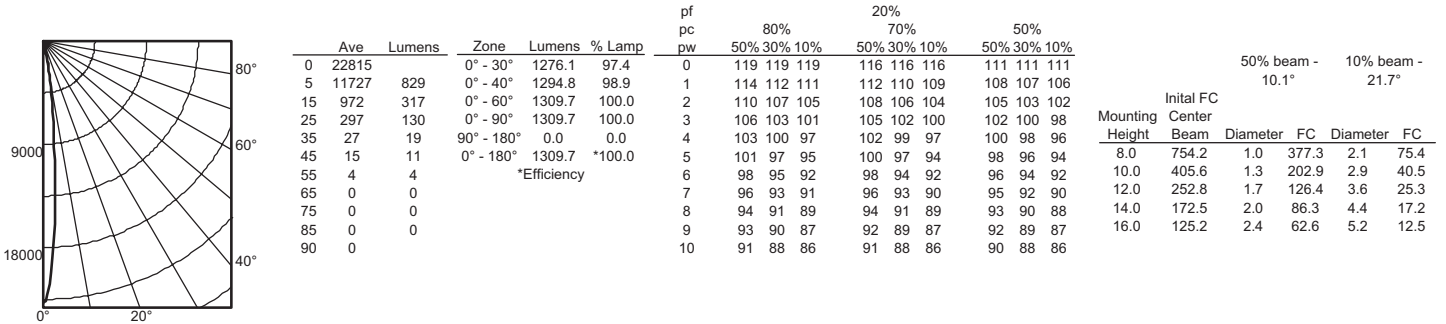 80°
60°
40°
9000
18000
0° 20°
Ave Lumens
0 22815
5 11727 829
15 972 317
25 297 130
35 27 19
45 15 11
55 4 4
65 0 0
75 0 0
85 0 0
90 0
Zone Lumens % Lamp
0° - 30° 1276.1 97.4
0° - 40° 1294.8 98.9
0° - 60° 1309.7 100.0
0° - 90° 1309.7 100.0
90° - 180° 0.0 0.0
0° - 180° 1309.7 *100.0
*Efficiency
pf 20%
pc 80% 70% 50%
pw 50% 30% 10% 50% 30% 10% 50% 30% 10%
0 119 119 119 116 116 116 111 111 111
1 114 112 111 112 110 109 108 107 106
2 110 107 105 108 106 104 105 103 102
3 106 103 101 105 102 100 102 100 98
4 103 100 97 102 99 97 100 98 96
5 101 97 95 100 97 94 98 96 94
6 98 95 92 98 94 92 96 94 92
7 96 93 91 96 93 90 95 92 90
8 94 91 89 94 91 89 93 90 88
9 93 90 87 92 89 87 92 89 87
10 91 88 86 91 88 86 90 88 86
50% beam - 10% beam -
10.1° 21.7°
Inital FC
Mounting Center
Height Beam Diameter FC Diameter FC
8.0 754.2 1.0 377.3 2.1 75.4
10.0 405.6 1.3 202.9 2.9 40.5
12.0 252.8 1.7 126.4 3.6 25.3
14.0 172.5 2.0 86.3 4.4 17.2
16.0 125.2 2.4 62.6 5.2 12.5